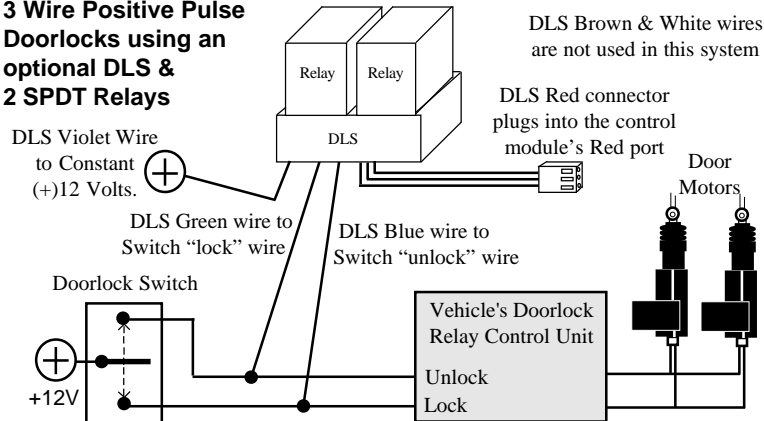 3 Wire Positive Pulse
Doorlocks using an
optional DLS &
2 SPDT Relays
DLS Brown & White wires
are not used in this system
Relay
Relay
DLS
DLS Red connector
plugs into the control
module's Red port
DLS Violet Wire
to Constant
(+)12 Volts.
Door
Motors
DLS Green wire to
Switch “lock” wire
DLS Blue wire to
Switch “unlock” wire
Doorlock Switch
+12V
Vehicle's Doorlock
Relay Control Unit
Unlock
Lock